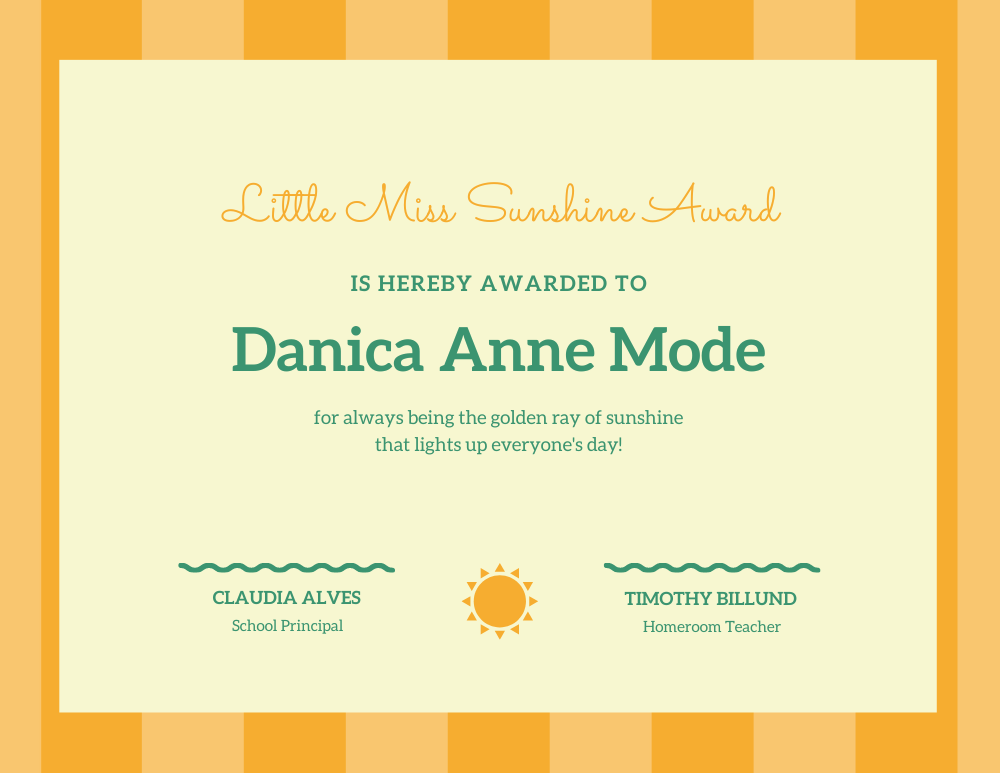 Little Miss Sunshine Award
IS HEREBY AWARDED TO
Danica Anne Mode
for always being the golden ray of sunshine
that lights up everyone's day!
CLAUDIA ALVES
School Principal
TIMOTHY BILLUND
Homeroom Teacher